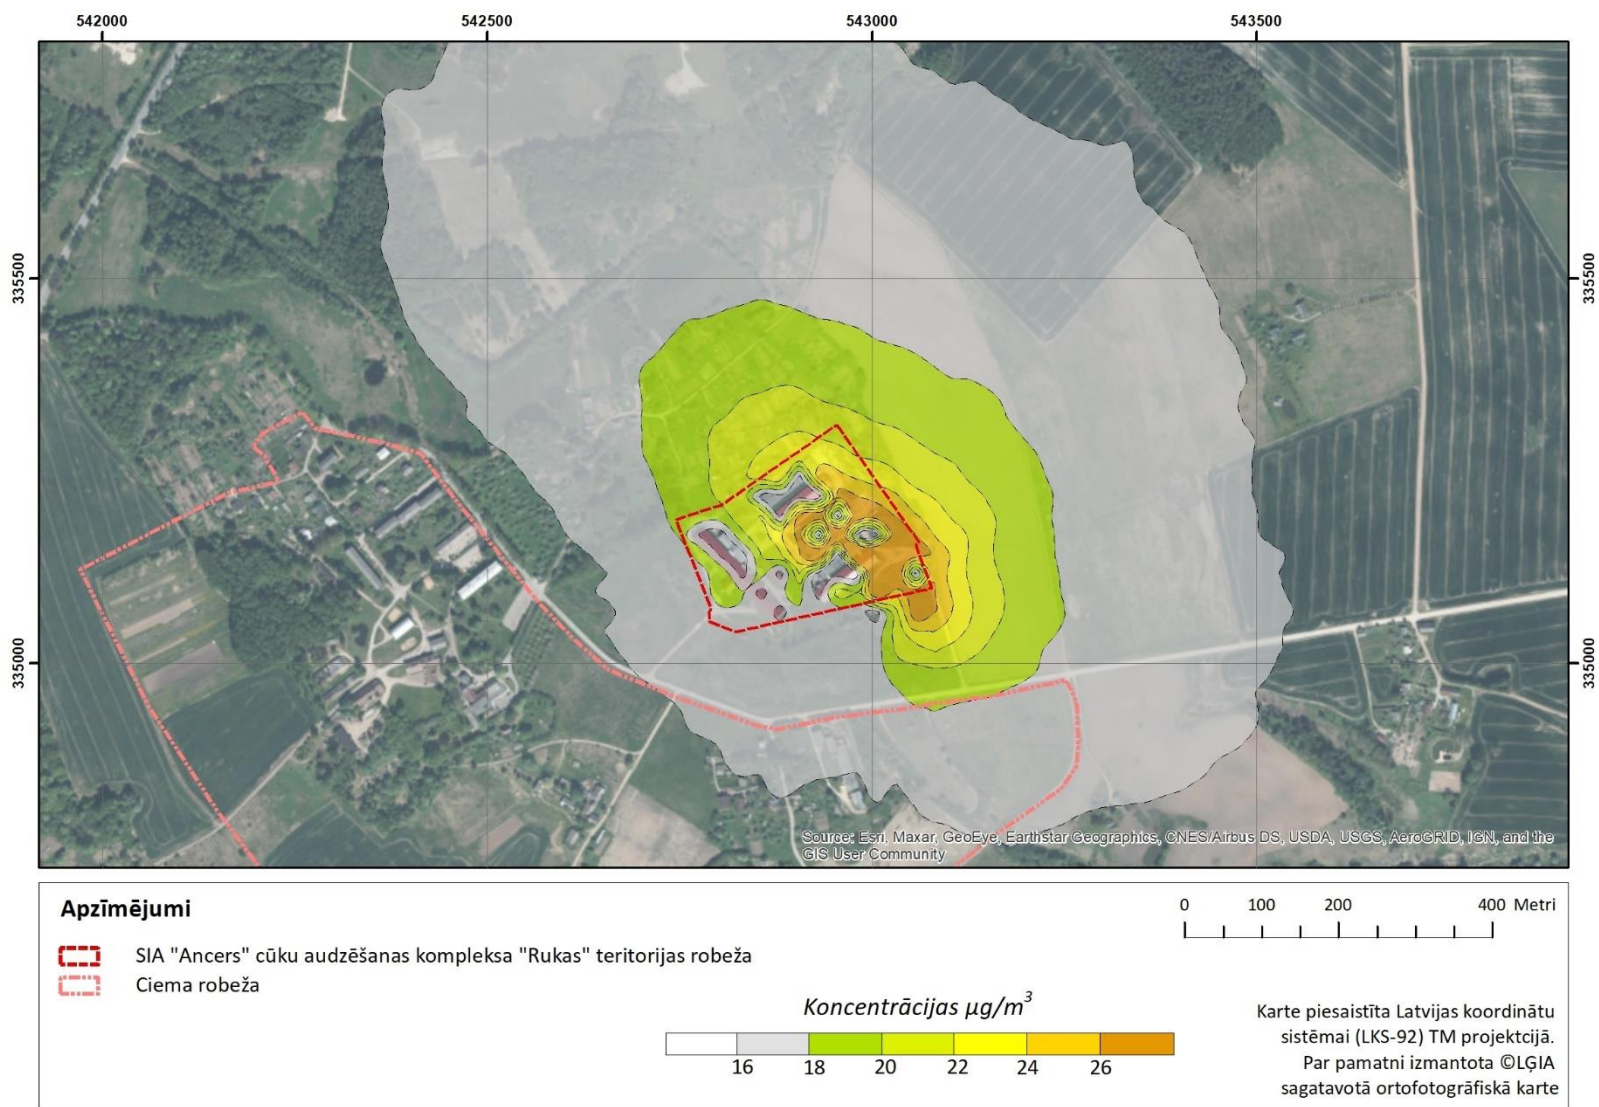 542000 542500 543000 543500
335500 335500
335000 335000
Source: Esri, Maxar, GeoEye, Earthstar Geographics, CNES/Airbus DS, USDA, USGS, AeroGRID, IGN, and the
GIS User Community
Apzīmējumi
SIA "Ancers" cūku audzēšanas kompleksa "Rukas" teritorijas robeža
Ciema robeža
0 100 200 400 Metri
Koncentrācijas µg/m³
16 18 20 22 24 26
Karte piesaistīta Latvijas koordinātu
sistēmai (LKS-92) TM projektcijā.
Par pamatni izmantota ©LĢIA
sagatavotā ortofotogrāfiskā karte